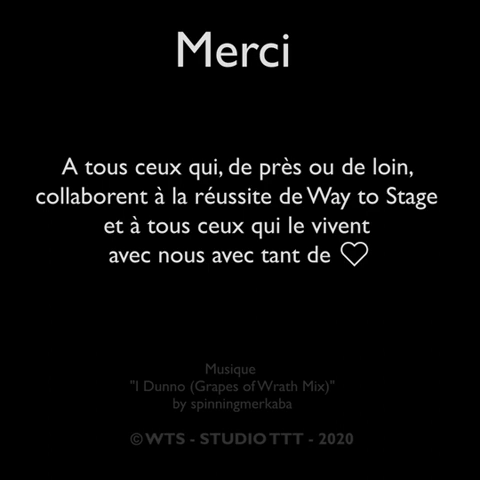 Merci
A tous ceux qui, de près ou de loin,
collaborent à la réussite de Way to Stage
et à tous ceux qui le vivent
avec nous avec tant de ♡
Musique
"I Dunno (Grapes of Wrath Mix)"
by spinningmerkaba
© WTS - STUDIO TTT - 2020